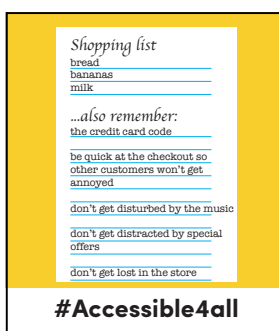 Shopping list
bread
bananas
milk
...also remember:
the credit card code
be quick at the checkout so
other customers won't get
annoyed
don't get disturbed by the music
don't get distracted by special
offers
don't get lost in the store
#Accessible4all